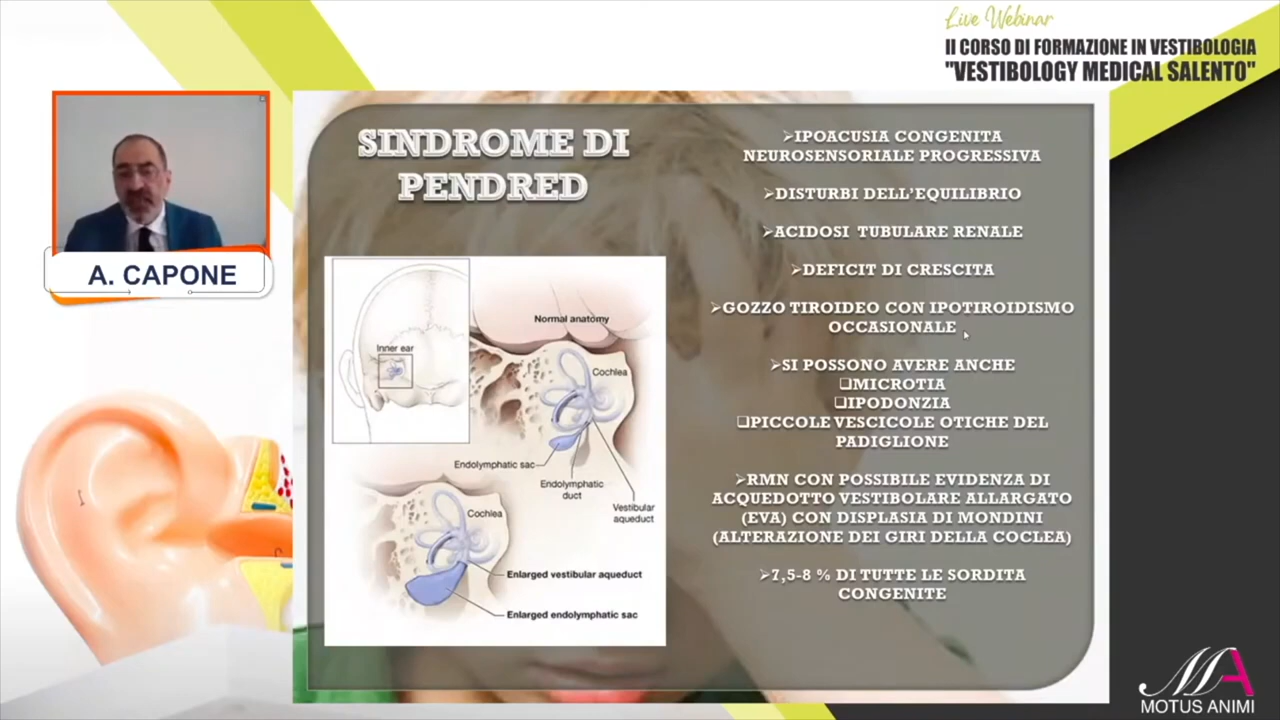 Live Webinar
II CORSO DI FORMAZIONE IN VESTIBOLOGIA
"VESTIBOLOGY MEDICAL SALENTO"
A. CAPONE
SINDROME DI
PENDRED
Inner ear
Normal anatomy
Cochlea
Endolymphatic sac
Endolymphatic
duct
Vestibular
aqueduct
Cochlea
Enlarged vestibular aqueduct
Enlarged endolymphatic sac
➢IPOACUSIA CONGENITA
NEUROSENSORIALE PROGRESSIVA
➢DISTURBI DELL'EQUILIBRIO
➢ACIDOSI TUBULARE RENALE
➢DEFICIT DI CRESCITA
➢GOZZO TIROIDEO CON IPOTIROIDISMO
OCCASIONALE
➢SI POSSONO AVERE ANCHE
❑MICROTIA
❑IPODONZIA
❑PICCOLE VESCICOLE OTICHE DEL
PADIGLIONE
➢RMN CON POSSIBILE EVIDENZA DI
ACQUEDOTTO VESTIBOLARE ALLARGATO
(EVA) CON DISPLASIA DI MONDINI
(ALTERAZIONE DEI GIRI DELLA COCLEA)
➢7,5-8 % DI TUTTE LE SORDITA
CONGENITE
MA
MOTUS ANIMI